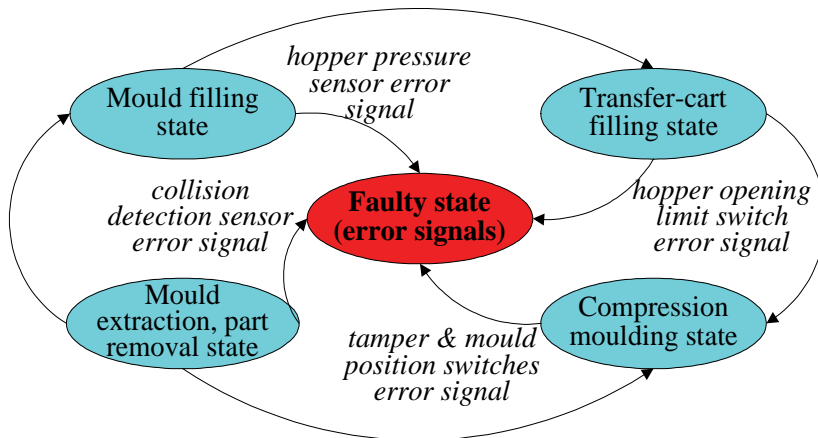 hopper pressure
sensor error
signal
Mould filling
state
Transfer-cart
filling state
collision
detection sensor
error signal
Faulty state
(error signals)
hopper opening
limit switch
error signal
Mould
extraction, part
removal state
tamper & mould
position switches
error signal
Compression
moulding state